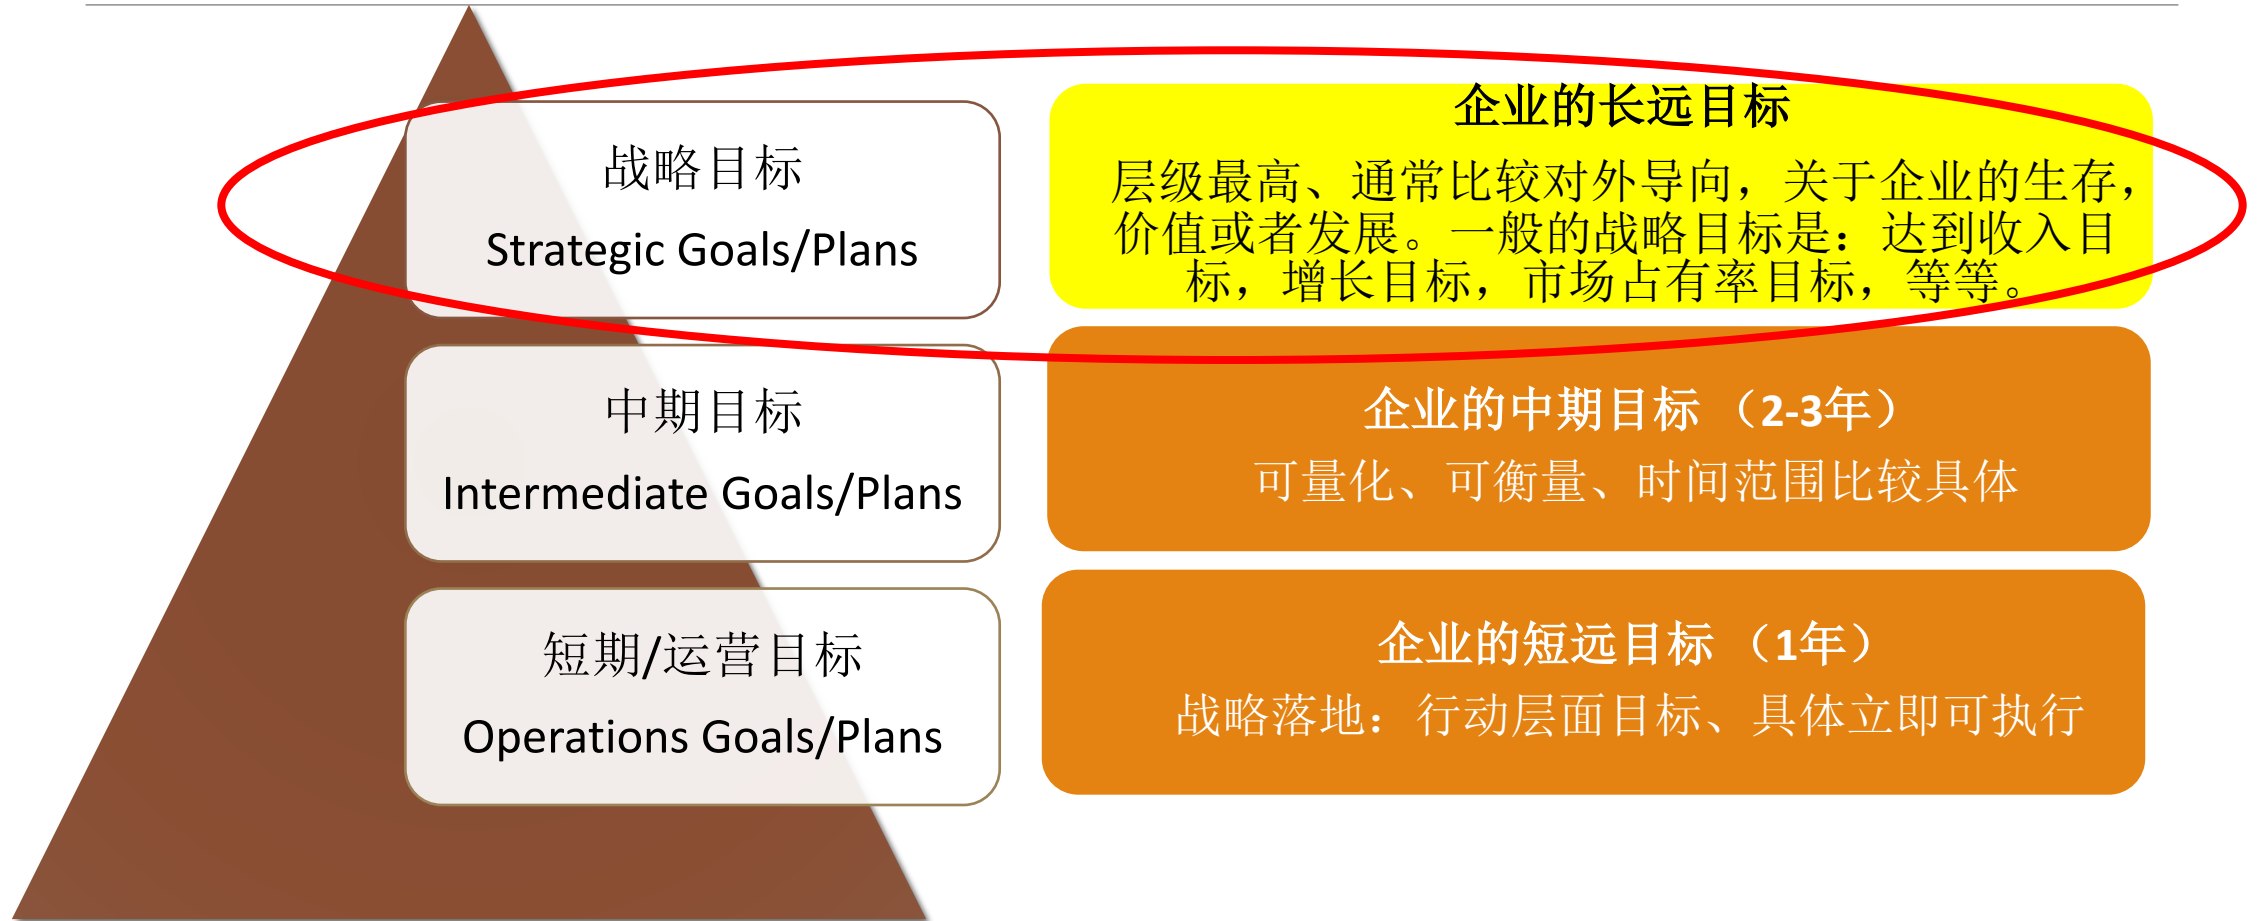 战略目标
Strategic Goals/Plans
企业的长远目标
层级最高、通常比较对外导向，关于企业的生存，
价值或者发展。一般的战略目标是：达到收入目
标，增长目标，市场占有率目标，等等。
中期目标
Intermediate Goals/Plans
企业的中期目标 （2-3年）
可量化、可衡量、时间范围比较具体
短期/运营目标
Operations Goals/Plans
企业的短远目标 （1年）
战略落地：行动层面目标、具体立即可执行